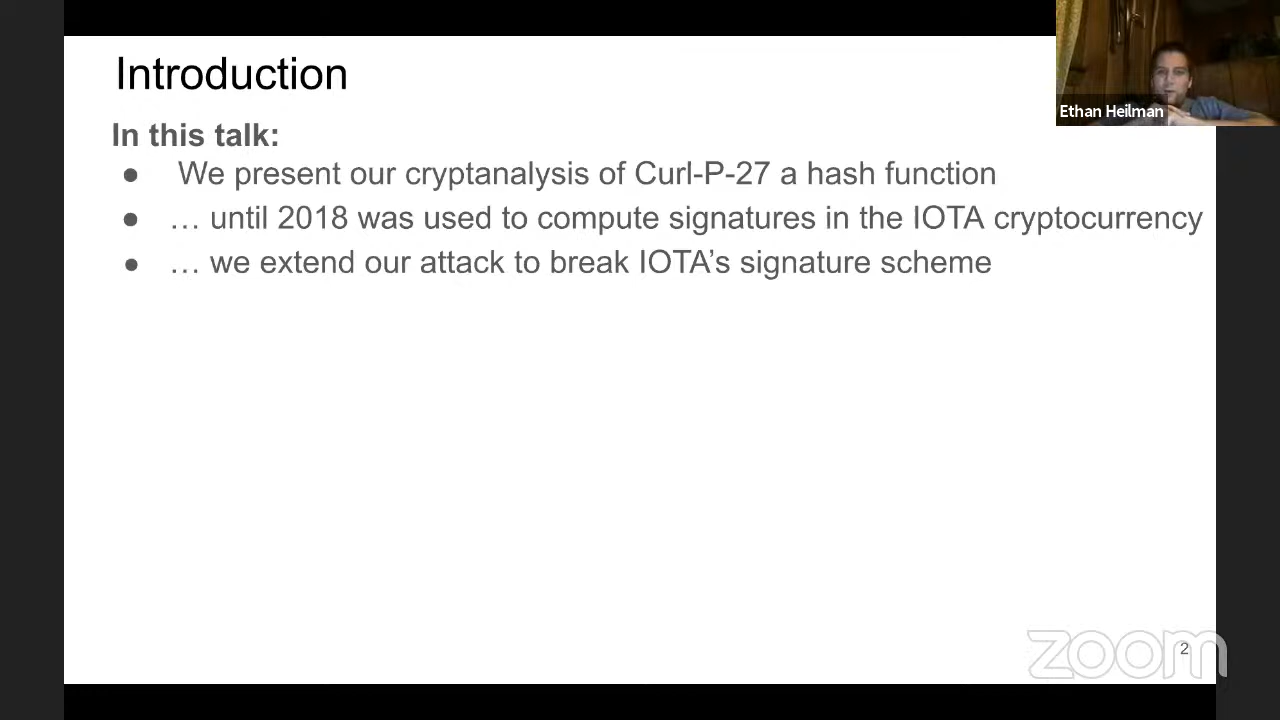 Introduction
Ethan Heilman
In this talk:
● We present our cryptanalysis of Curl-P-27 a hash function
● … until 2018 was used to compute signatures in the IOTA cryptocurrency
● … we extend our attack to break IOTA’s signature scheme
zoom
2